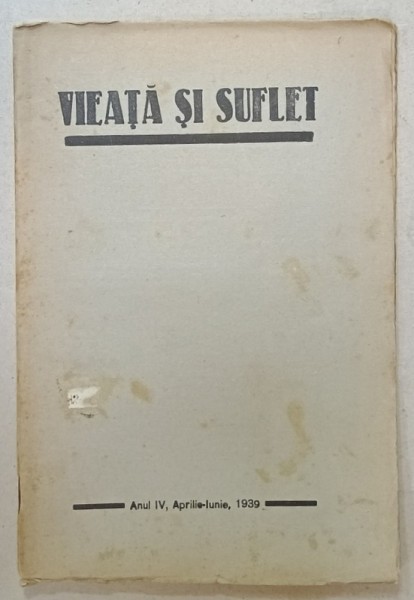 VIEAȚĂ ȘI SUFLET
Anul IV, Aprilie-Iunie, 1939